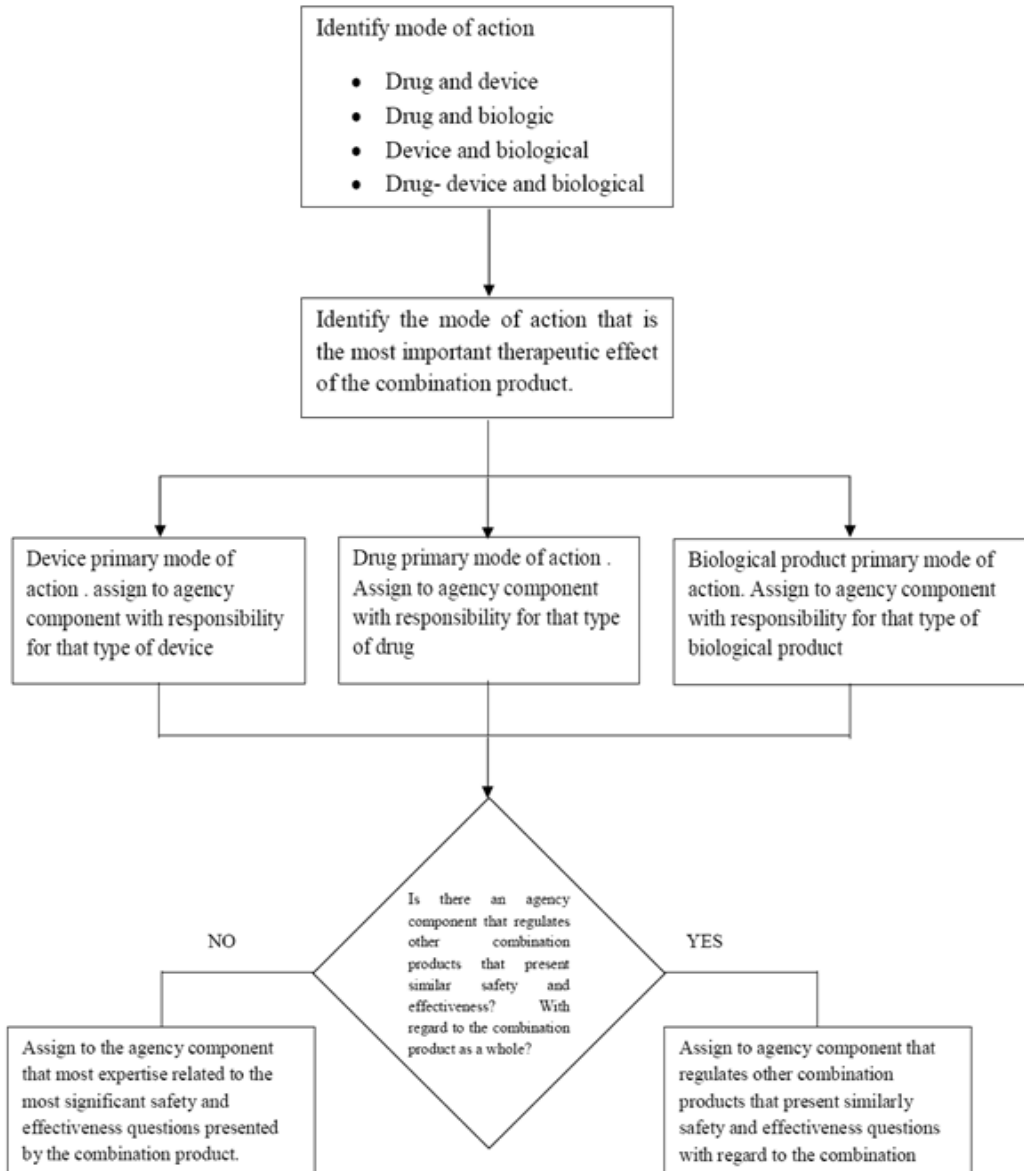 Identify mode of action
• Drug and device
• Drug and biologic
• Device and biological
• Drug- device and biological
Identify the mode of action that is
the most important therapeutic effect
of the combination product.
Device primary mode of
action . assign to agency
component with responsibility
for that type of device
Drug primary mode of action .
Assign to agency component
with responsibility for that type
of drug
Biological product primary mode of
action. Assign to agency component
with responsibility for that type of
biological product
Is there an agency
component that regulates
other combination
products that present
similar safety and
effectiveness? With
regard to the combination
product as a whole?
NO
YES
Assign to the agency component
that most expertise related to the
most significant safety and
effectiveness questions presented
by the combination product.
Assign to agency component that
regulates other combination
products that present similarly
safety and effectiveness questions
with regard to the combination